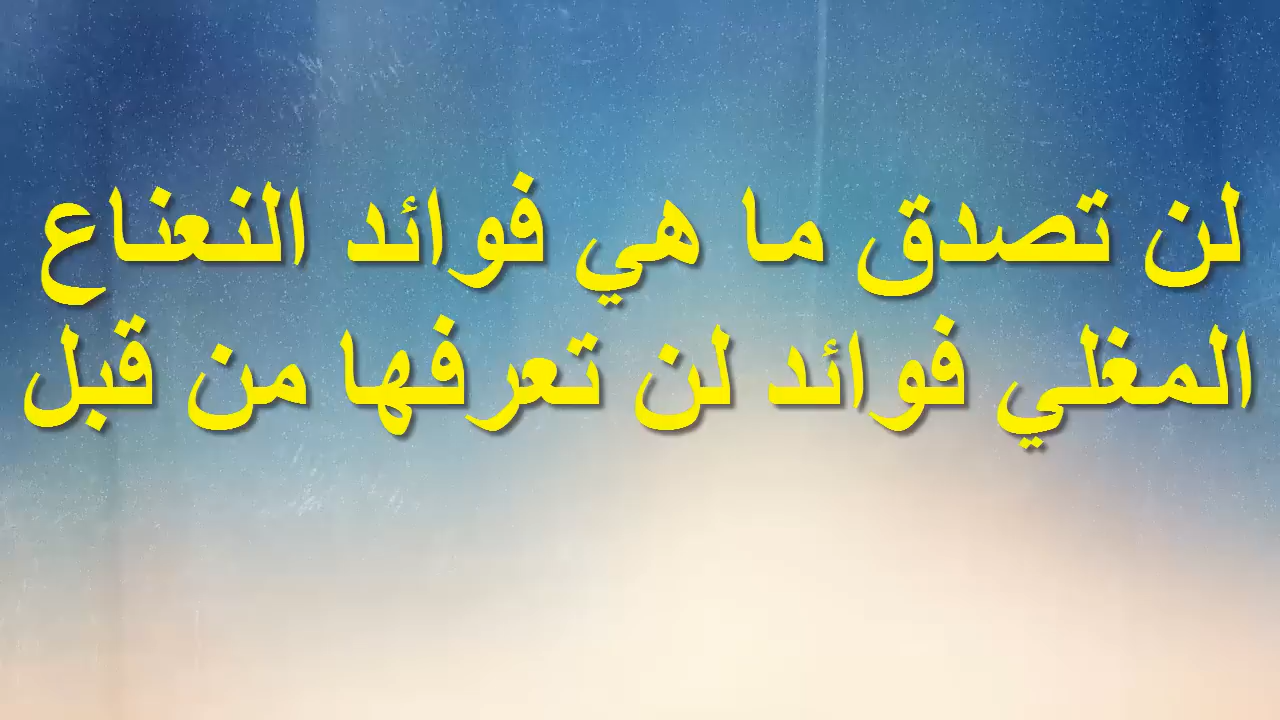 لن تصدق ما هي فوائد النعناع
المغلي فوائد لن تعرفها من قبل